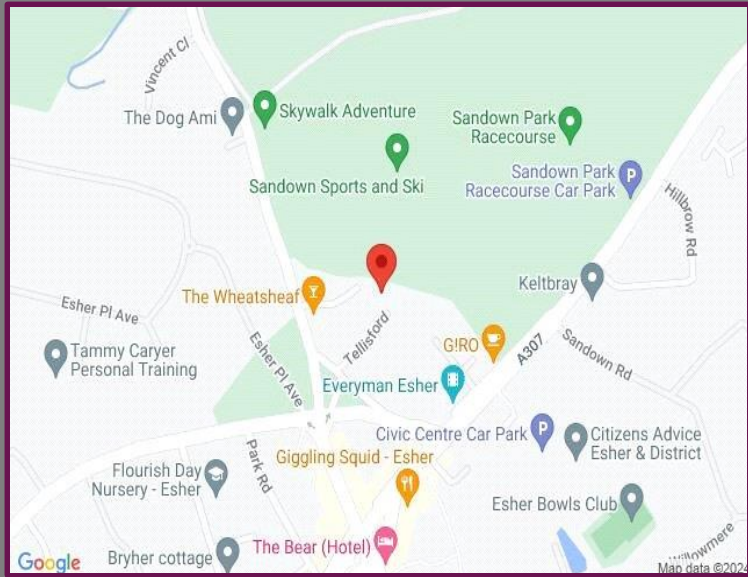 Vincent Cl
The Dog Ami
Skywalk Adventure
Sandown Sports and Ski
Sandown Park
Racecourse
Sandown Park
Racecourse Car Park
Hillbrow Rd
Keltbray
The Wheatsheaf
Esher Pl Ave
Esher Pl Ave
Tellisford
G!RO
A307
Sandown Rd
Tammy Caryer
Personal Training
Everyman Esher
Civic Centre Car Park
Citizens Advice
Esher & District
Park Rd
Giggling Squid - Esher
Flourish Day
Nursery - Esher
Esher Bowls Club
The Bear (Hotel)
Bryher cottage
Willowmere
Google
Map data ©2024